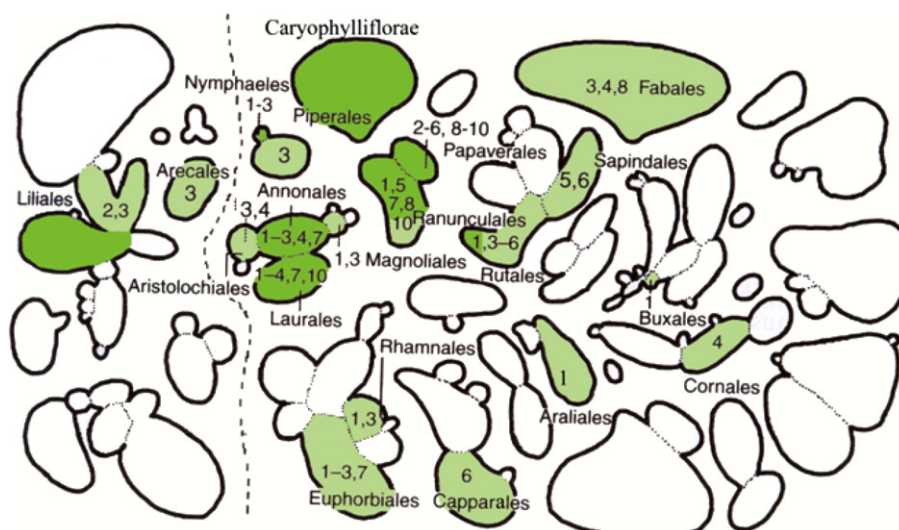 Caryophylliflorae
Nymphaeles
1-3
Piperales
3
3,4,8 Fabales
2-6, 8-10
Papaverales
Sapindales
5,6
Arecales
3
Liliales
2,3
Annonales
3,4
1–3,4,7
1,5
7,8
10
Ranunculales
1,3–6
Rutales
1,3 Magnoliales
Aristolochiales
1–4,7,10
Laurales
1
Buxales
4
Cornales
Rhamnales
1,3
1
Araliales
1–3,7
Euphorbiales
6
Capparales